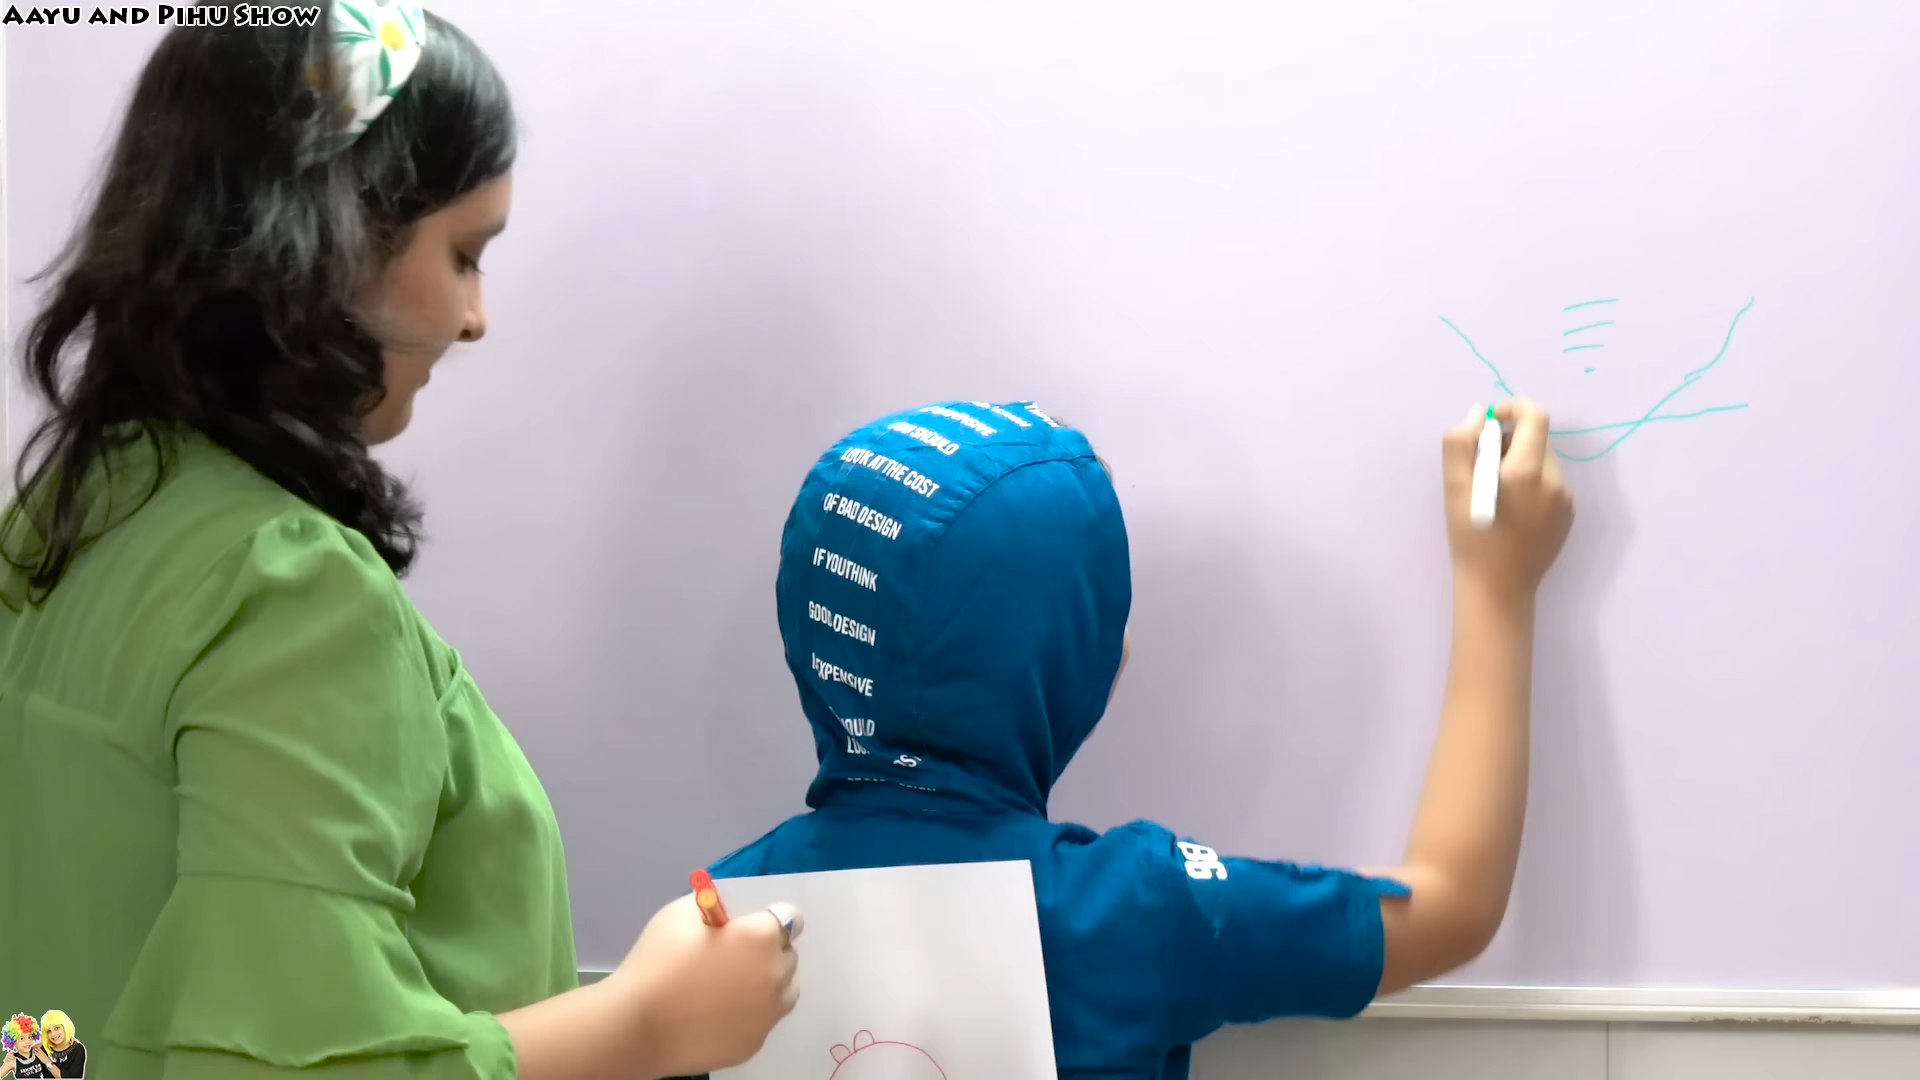 Aayu and Pihu Show
YOU SHOULD
LOOK AT THE COST
OF BAD DESIGN
IF YOU THINK
GOOD DESIGN
EXPENSIVE
86